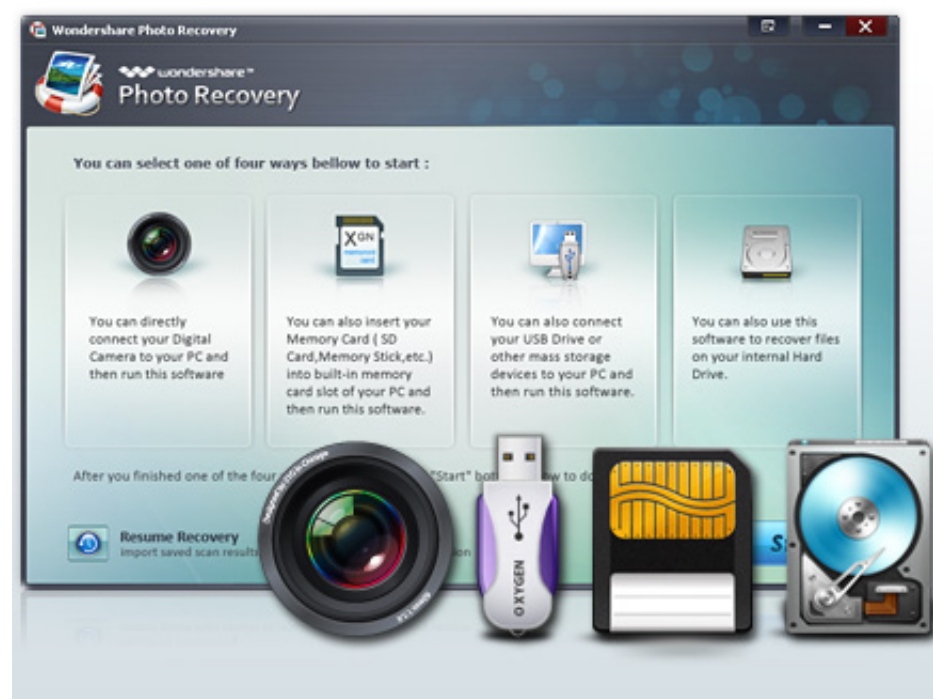 Wondershare Photo Recovery
wondershare™
Photo Recovery
You can select one of four ways bellow to start :
XGN
memories
card
You can directly
connect your Digital
Camera to your PC and
then run this software
You can also insert your
Memory Card ( SD
Card,Memory Stick,etc.)
into built-in memory
card slot of your PC and
then run this software.
You can also connect
your USB Drive or
other mass storage
devices to your PC and
then run this software.
You can also use this
software to recover files
on your internal Hard
Drive.
After you finished one of the four "Start"
Resume Recovery
import saved scan results
OXYGEN